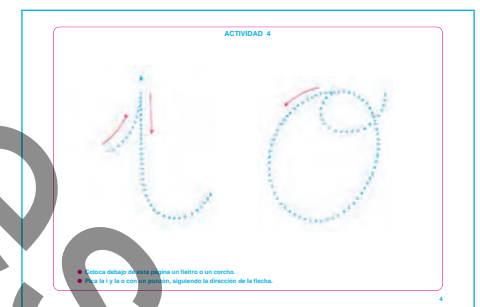 ACTIVIDAD 4
i o
Coloca debajo de esta página un fieltro o un corcho.
Pica la i y la o con un punzón, siguiendo la dirección de la flecha.
4